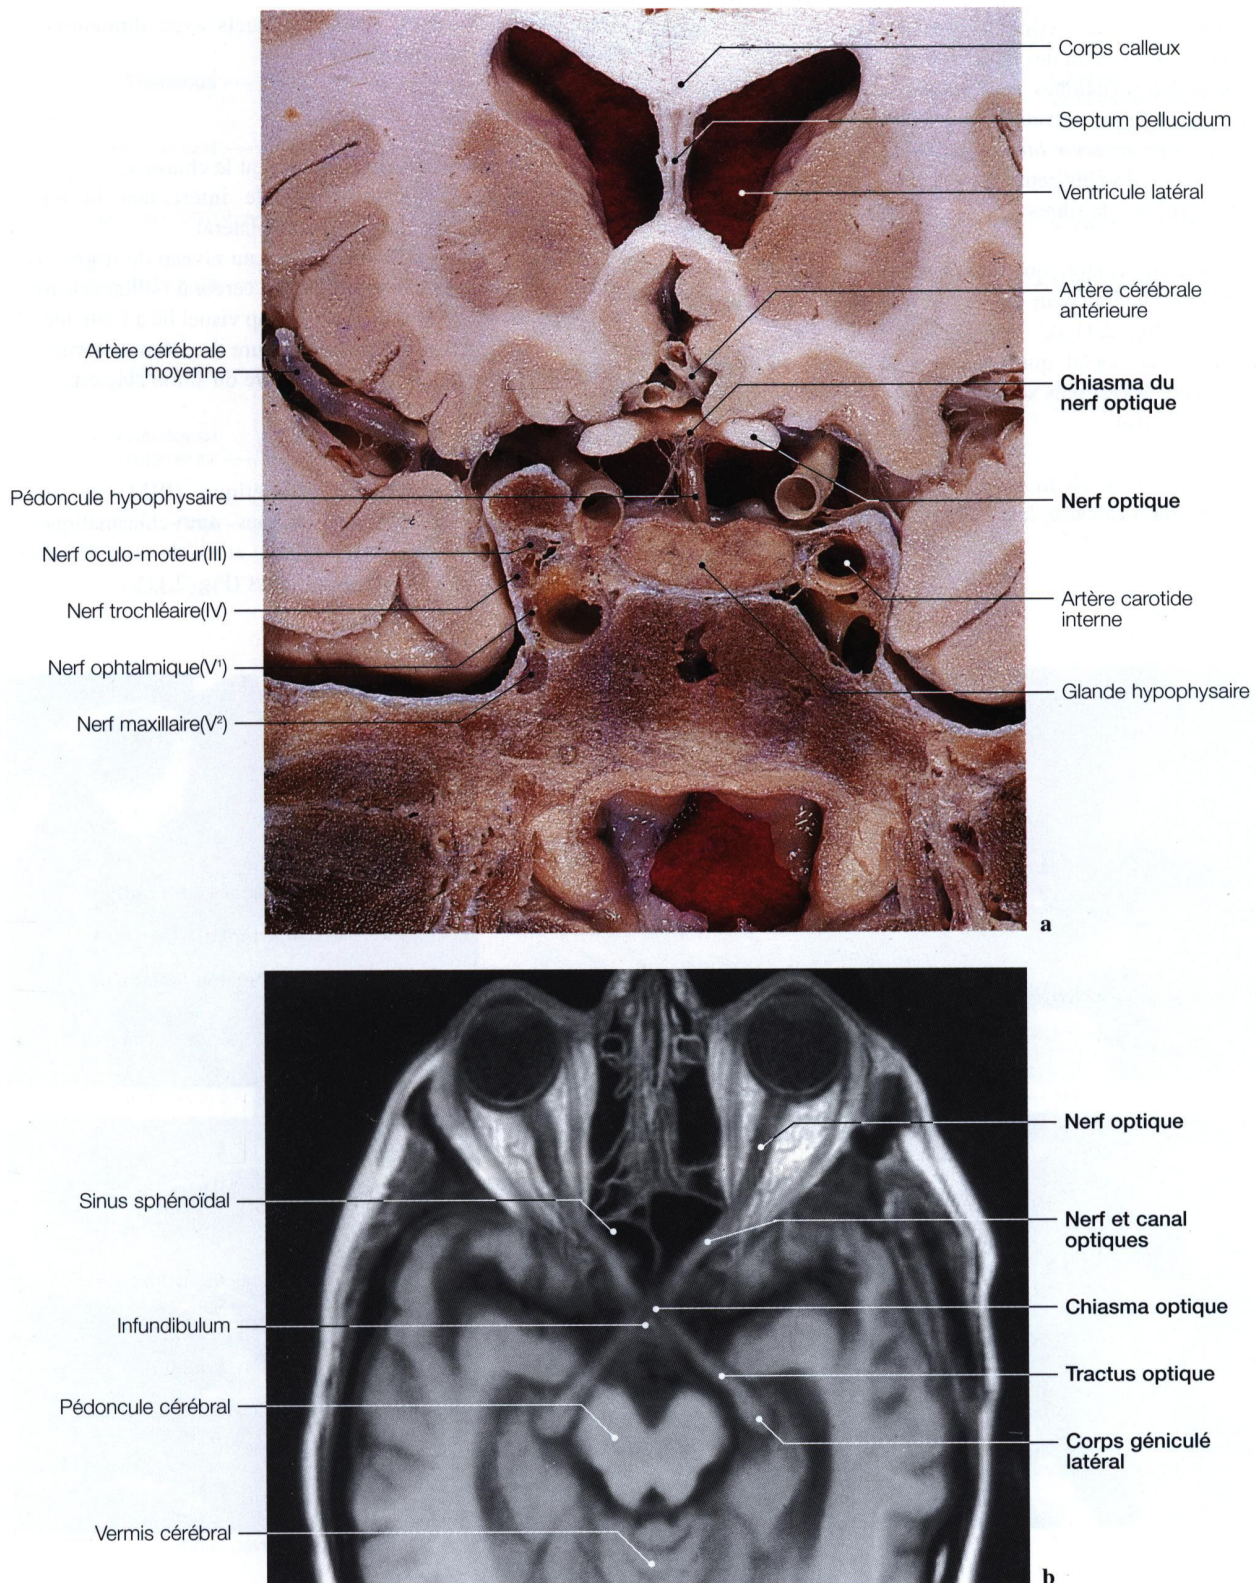 Corps calleux
Septum pellucidum
Ventricule latéral
Artère cérébrale
antérieure
Artère cérébrale
moyenne
Chiasma du
nerf optique
Pédoncule hypophysaire
Nerf optique
Nerf oculo-moteur(III)
Nerf trochléaire(IV)
Artère carotide
interne
Nerf ophtalmique(V¹)
Glande hypophysaire
Nerf maxillaire(V²)
a
Nerf optique
Sinus sphénoïdal
Nerf et canal
optiques
Chiasma optique
Infundibulum
Tractus optique
Pédoncule cérébral
Corps géniculé
latéral
Vermis cérébral
b